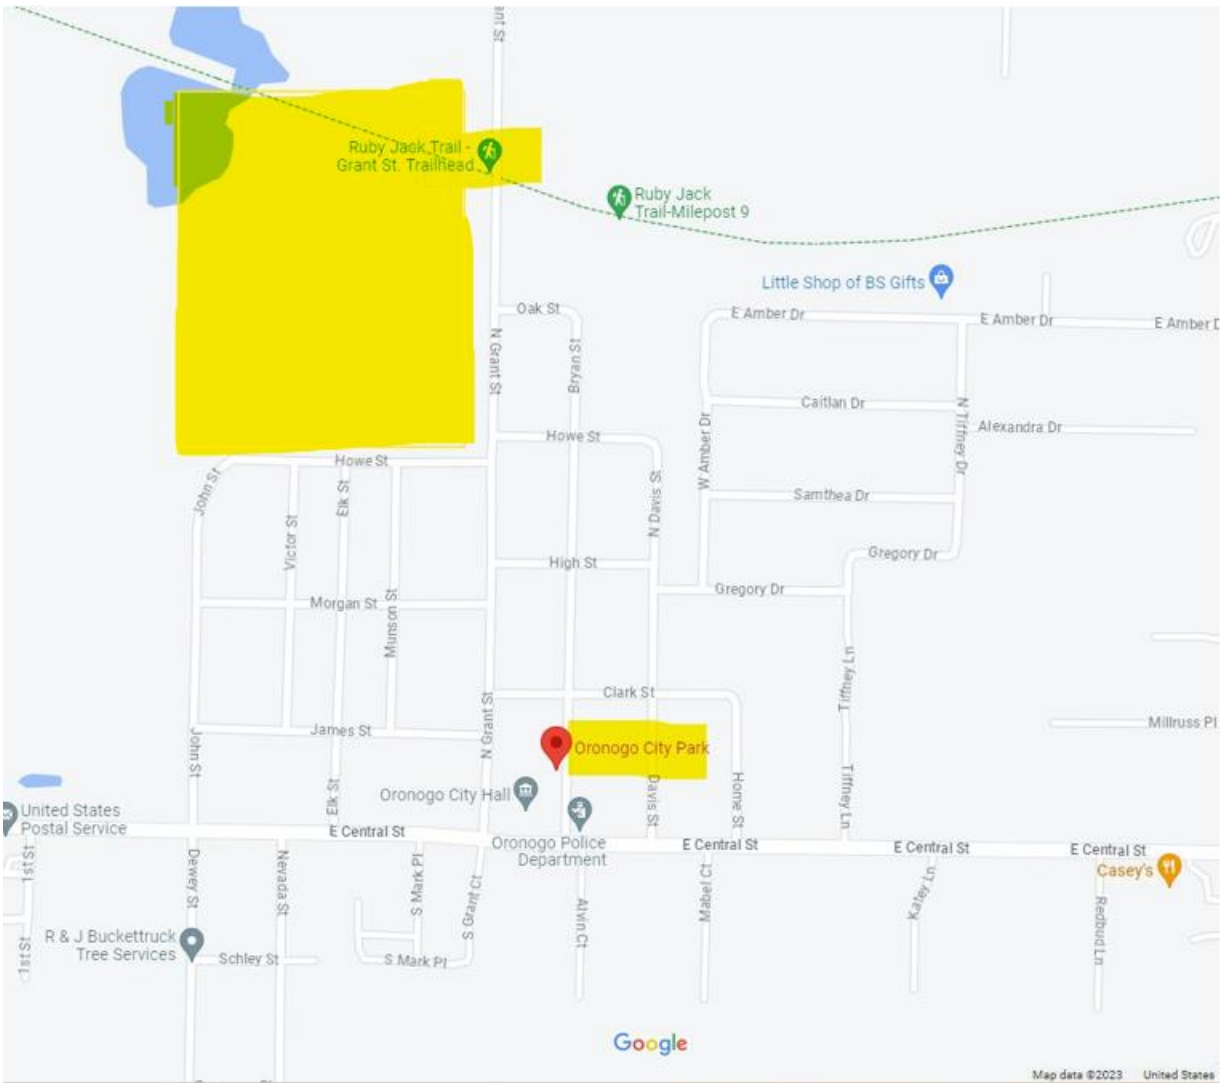 ant St
Ruby Jack Trail -
Grant St. Trailhead
Ruby Jack
Trail-Milepost 9
Little Shop of BS Gifts
Oak St
E Amber Dr
E Amber Dr
E Amber D
N Grant St
Bryan St
Caitlan Dr
W Amber Dr
N Tiffney Dr
Alexandra Dr
Howe St
Howe St
John St
Elk St
Victor St
N Davis St
Samthea Dr
High St
Gregory Dr
Gregory Dr
Morgan St
Munson St
Tiffney Ln
Clark St
N Grant St
James St
John St
Oronogo City Park
Millruss Pl
Oronogo City Hall
Elk St
Davis St
Home St
Tiffney Ln
United States
Postal Service
E Central St
Oronogo Police
Department
E Central St
E Central St
E Central St
Casey's
1st St
Dewey St
Nevada St
S Mark Pl
S Grant Ct
Alvin Ct
Mabel Ct
Katey Ln
Redbud Ln
R & J Buckettruck
Tree Services
1st St
Schley St
S Mark Pl
Google
Map data ©2023
United States